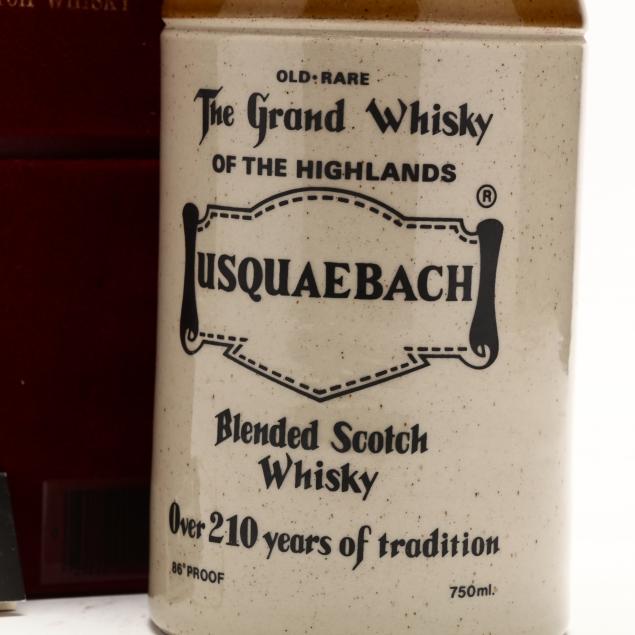 WHISKY
OLD·RARE
The Grand Whisky
OF THE HIGHLANDS
®
USQUAEBACH
Blended Scotch
Whisky
Over 210 years of tradition
86°PROOF
750ml.